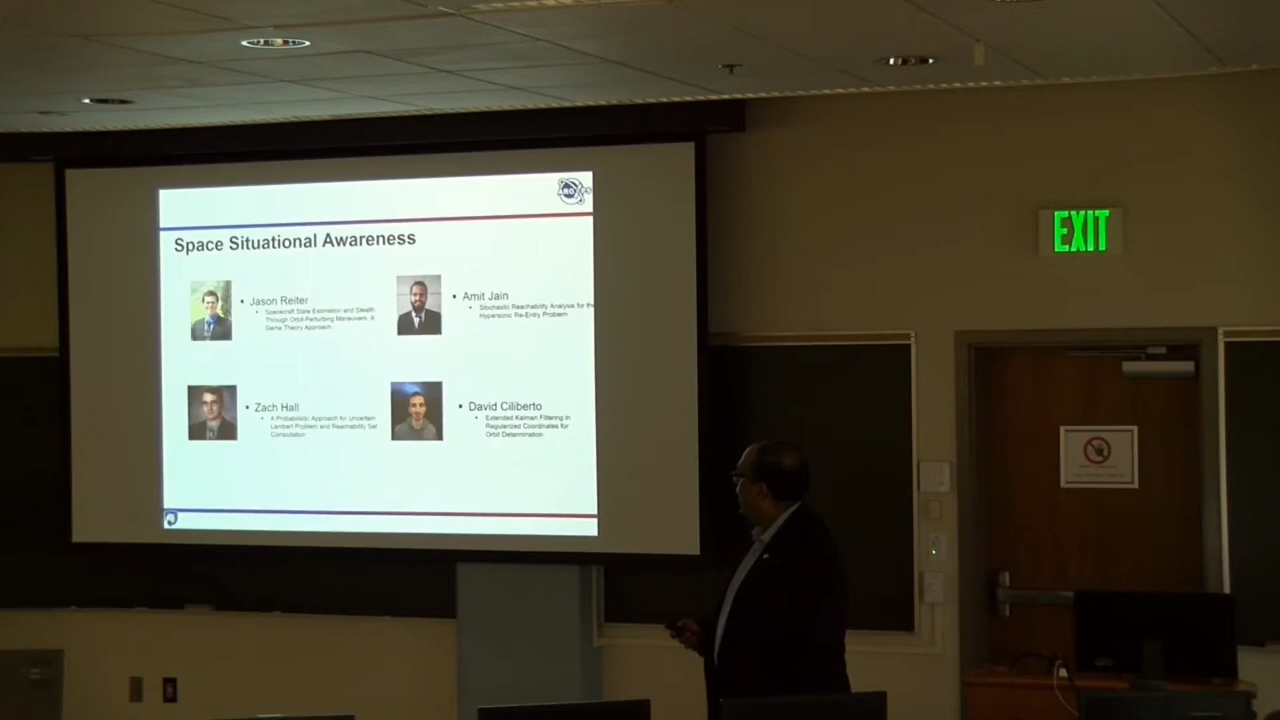 Space Situational Awareness
Jason Reiter
Spacecraft State Estimation and Stealth
Through Orbit-Perturbing Maneuvers: A
Game Theory Approach
Amit Jain
Stochastic Reachability Analysis for the
Hypersonic Re-Entry Problem
Zach Hall
A Probabilistic Approach for Uncertain
Lambert Problem and Reachability Set
Computation
David Ciliberto
Extended Kalman Filtering in
Regularized Coordinates for
Orbit Determination
EXIT